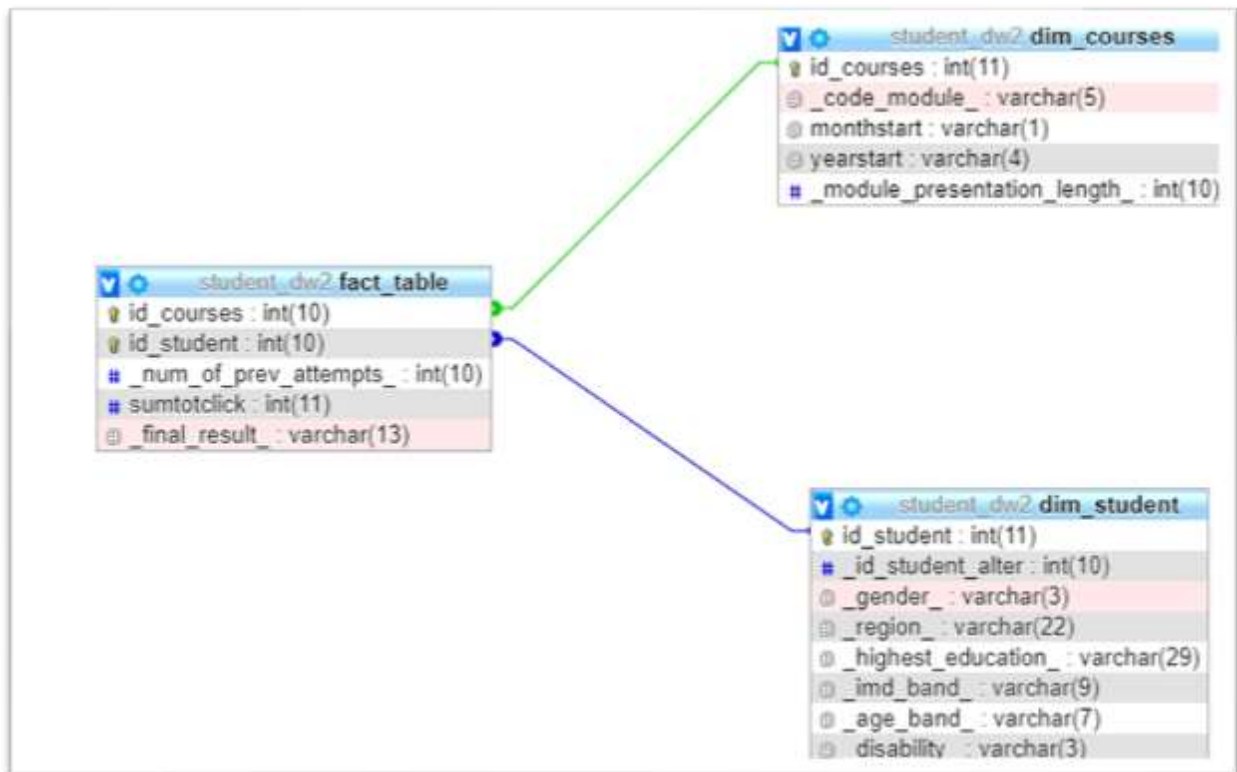 student_dw2 dim_courses
id_courses : int(11)
_code_module_ : varchar(5)
monthstart : varchar(1)
yearstart : varchar(4)
# _module_presentation_length_ : int(10)
student_dw2 fact_table
id_courses : int(10)
id_student : int(10)
# _num_of_prev_attempts_ : int(10)
# sumtotclick : int(11)
_final_result_ : varchar(13)
student_dw2 dim_student
id_student : int(11)
# _id_student_alter : int(10)
_gender_ : varchar(3)
_region_ : varchar(22)
_highest_education_ : varchar(29)
_imd_band_ : varchar(9)
_age_band_ : varchar(7)
_disability_ : varchar(3)